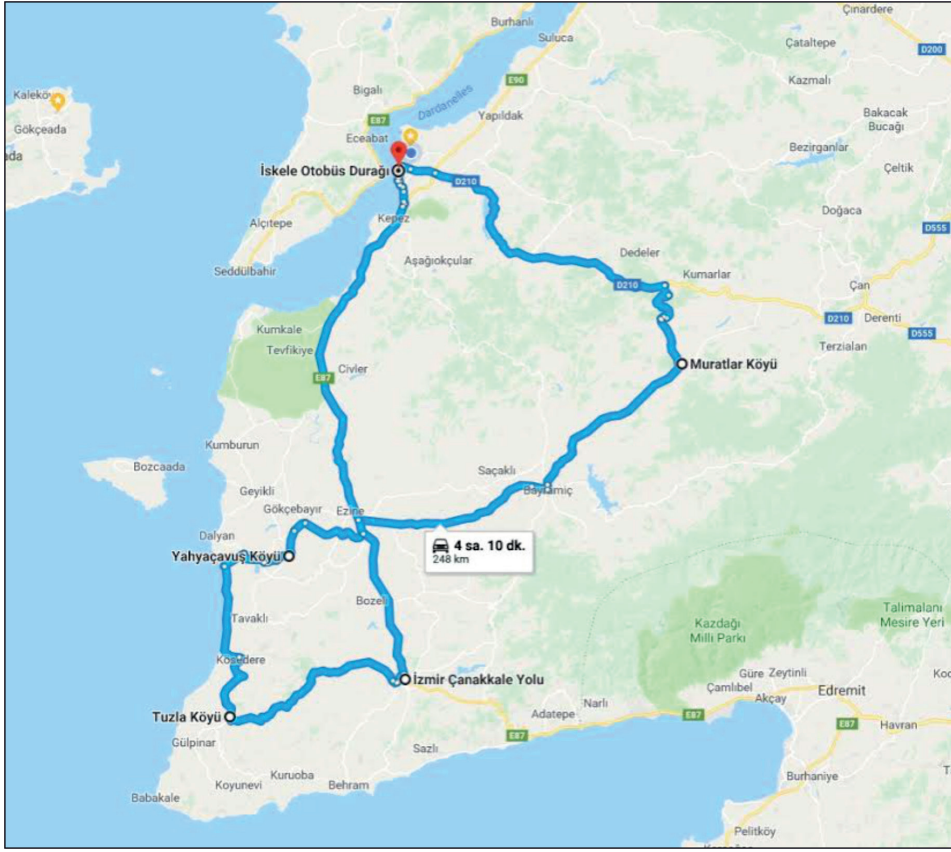 Burhanlı
Suluca
Çınardere
D200
Çataltepe
Kazmalı
E90
Kaleköy
Gökçeada
ada
Bigalı
Dardanelles
E87
Yapıldak
Eceabat
Bakacak
Bucağı
Bezirganlar
Çeltik
İskele Otobüs Durağı
D210
Kepez
Alçıtepe
Doğaca
D555
Seddülbahir
Aşağıokçular
Dedeler
Kumarlar
D210
Çan
D210
Derenti
D555
Terzialan
Kumkale
Tevfikiye
Civler
E87
Muratlar Köyü
Kumburun
Bozcaada
Saçaklı
Bayramiç
Geyikli
Gökçebayır
Ezine
Dalyan
Yahyaçavuş Köyü
4 sa. 10 dk.
248 km
Bozeli
Tavaklı
Kösedere
Kazdağı
Milli Parkı
Talimalanı
Mesire Yeri
İzmir Çanakkale Yolu
Güre
Zeytinli
Çamlıbel
Akçay
Edremit
Tuzla Köyü
Gülpınar
Adatepe
Narlı
E87
E87
E87
Havran
Sazlı
Kuruoba
Koyunevi
Behram
Babakale
Burhaniye
Pelitköy